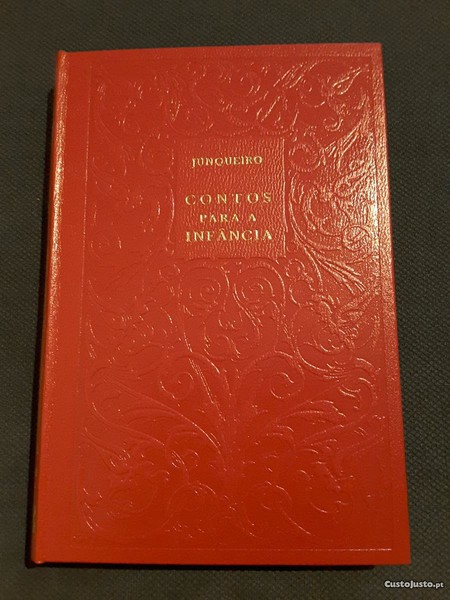 JUNQUEIRO
CONTOS
PARA A
INFÂNCIA
CustoJusto.pt